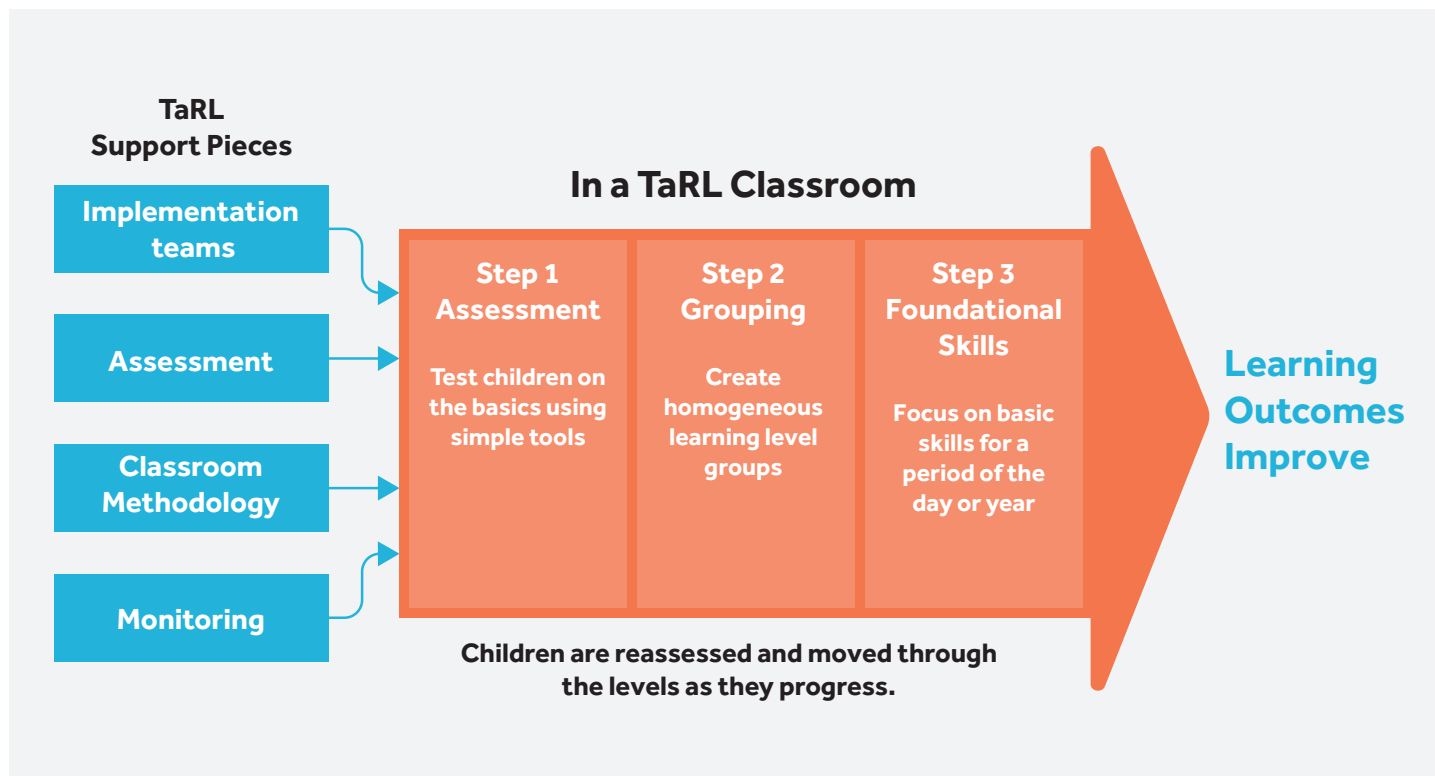 TaRL
Support Pieces
Implementation
teams
Assessment
Classroom
Methodology
Monitoring
In a TaRL Classroom
Step 1
Assessment
Test children on
the basics using
simple tools
Step 2
Grouping
Create
homogeneous
learning level
groups
Step 3
Foundational
Skills
Focus on basic
skills for a
period of the
day or year
Children are reassessed and moved through
the levels as they progress.
Learning
Outcomes
Improve